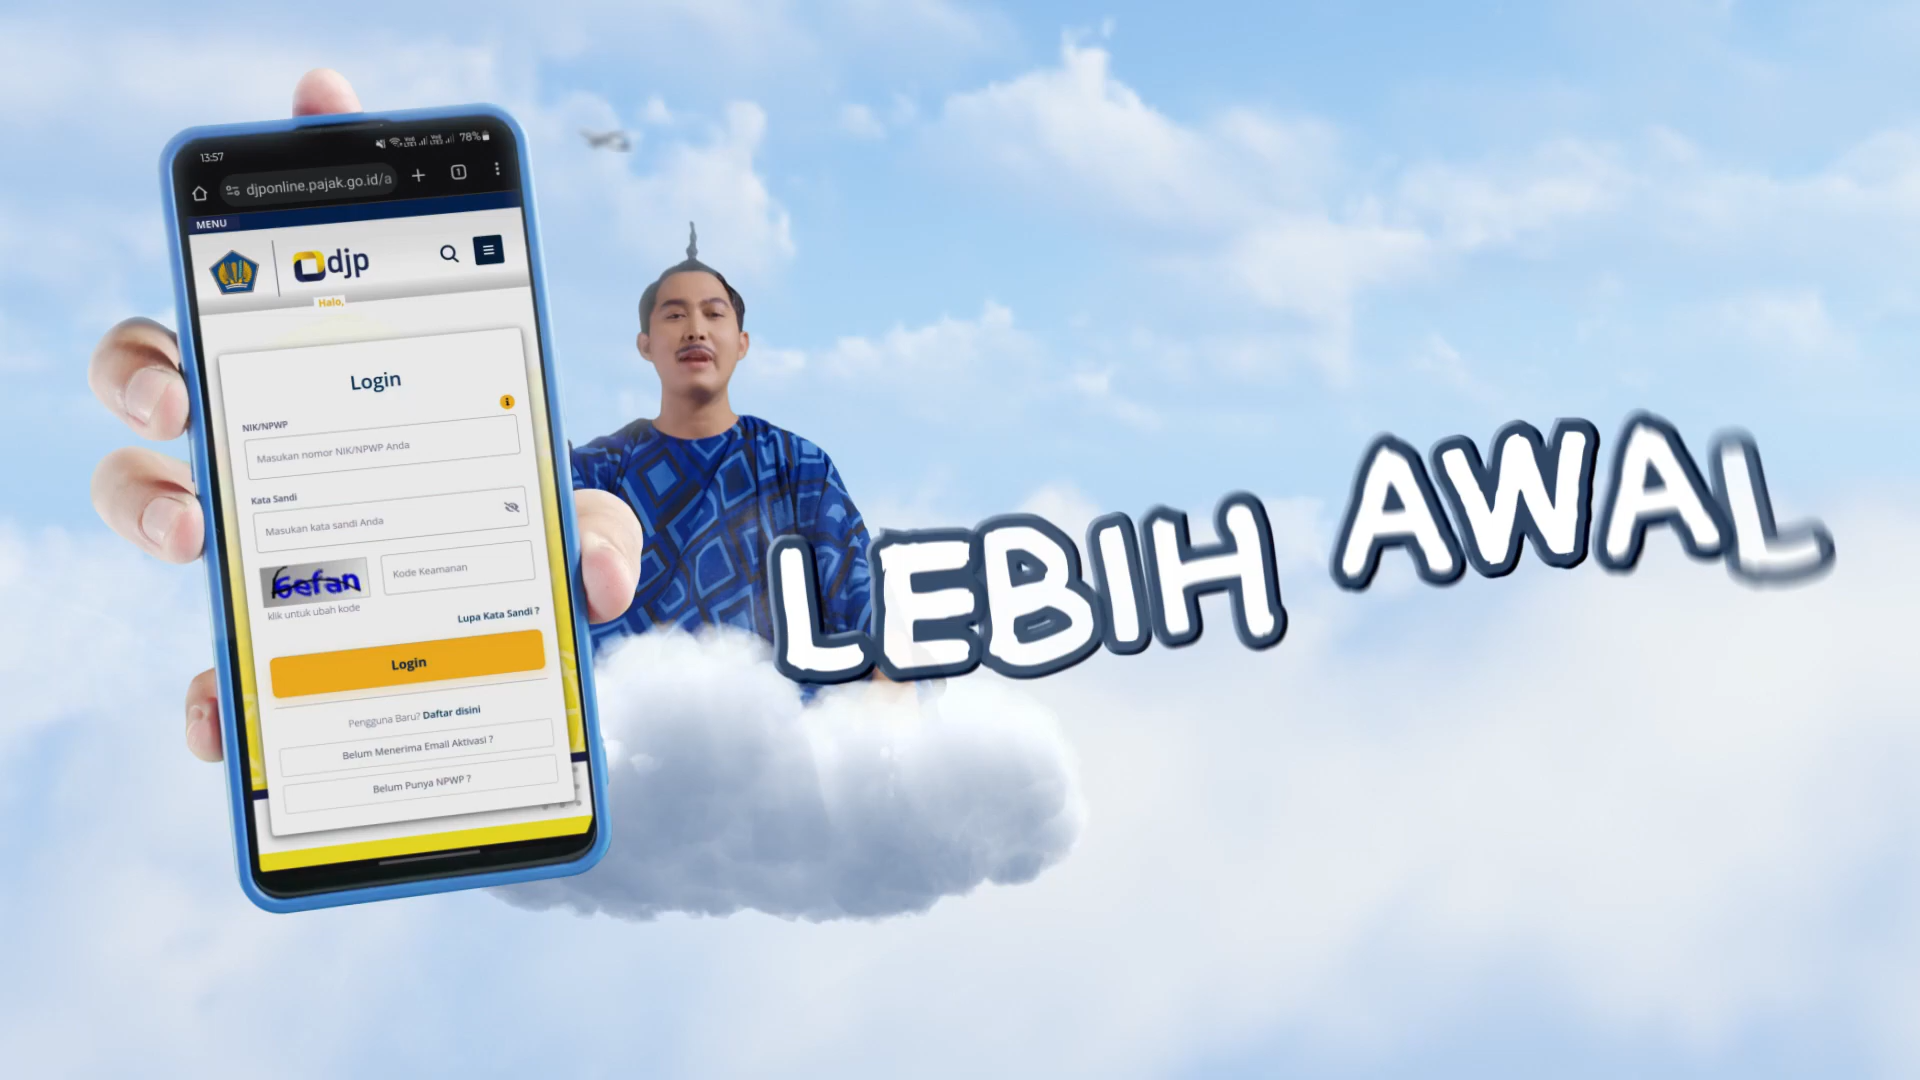 13:57
78%
djponline.pajak.go.id/a
1
MENU
djp
Halo,
Login
NIK/NPWP
Masukan nomor NIK/NPWP Anda
Kata Sandi
Masukan kata sandi Anda
Gefan
Kode Keamanan
klik untuk ubah kode
Lupa Kata Sandi ?
Login
Pengguna Baru? Daftar disini
Belum Menerima Email Aktivasi ?
Belum Punya NPWP ?
LEBIH AWAL